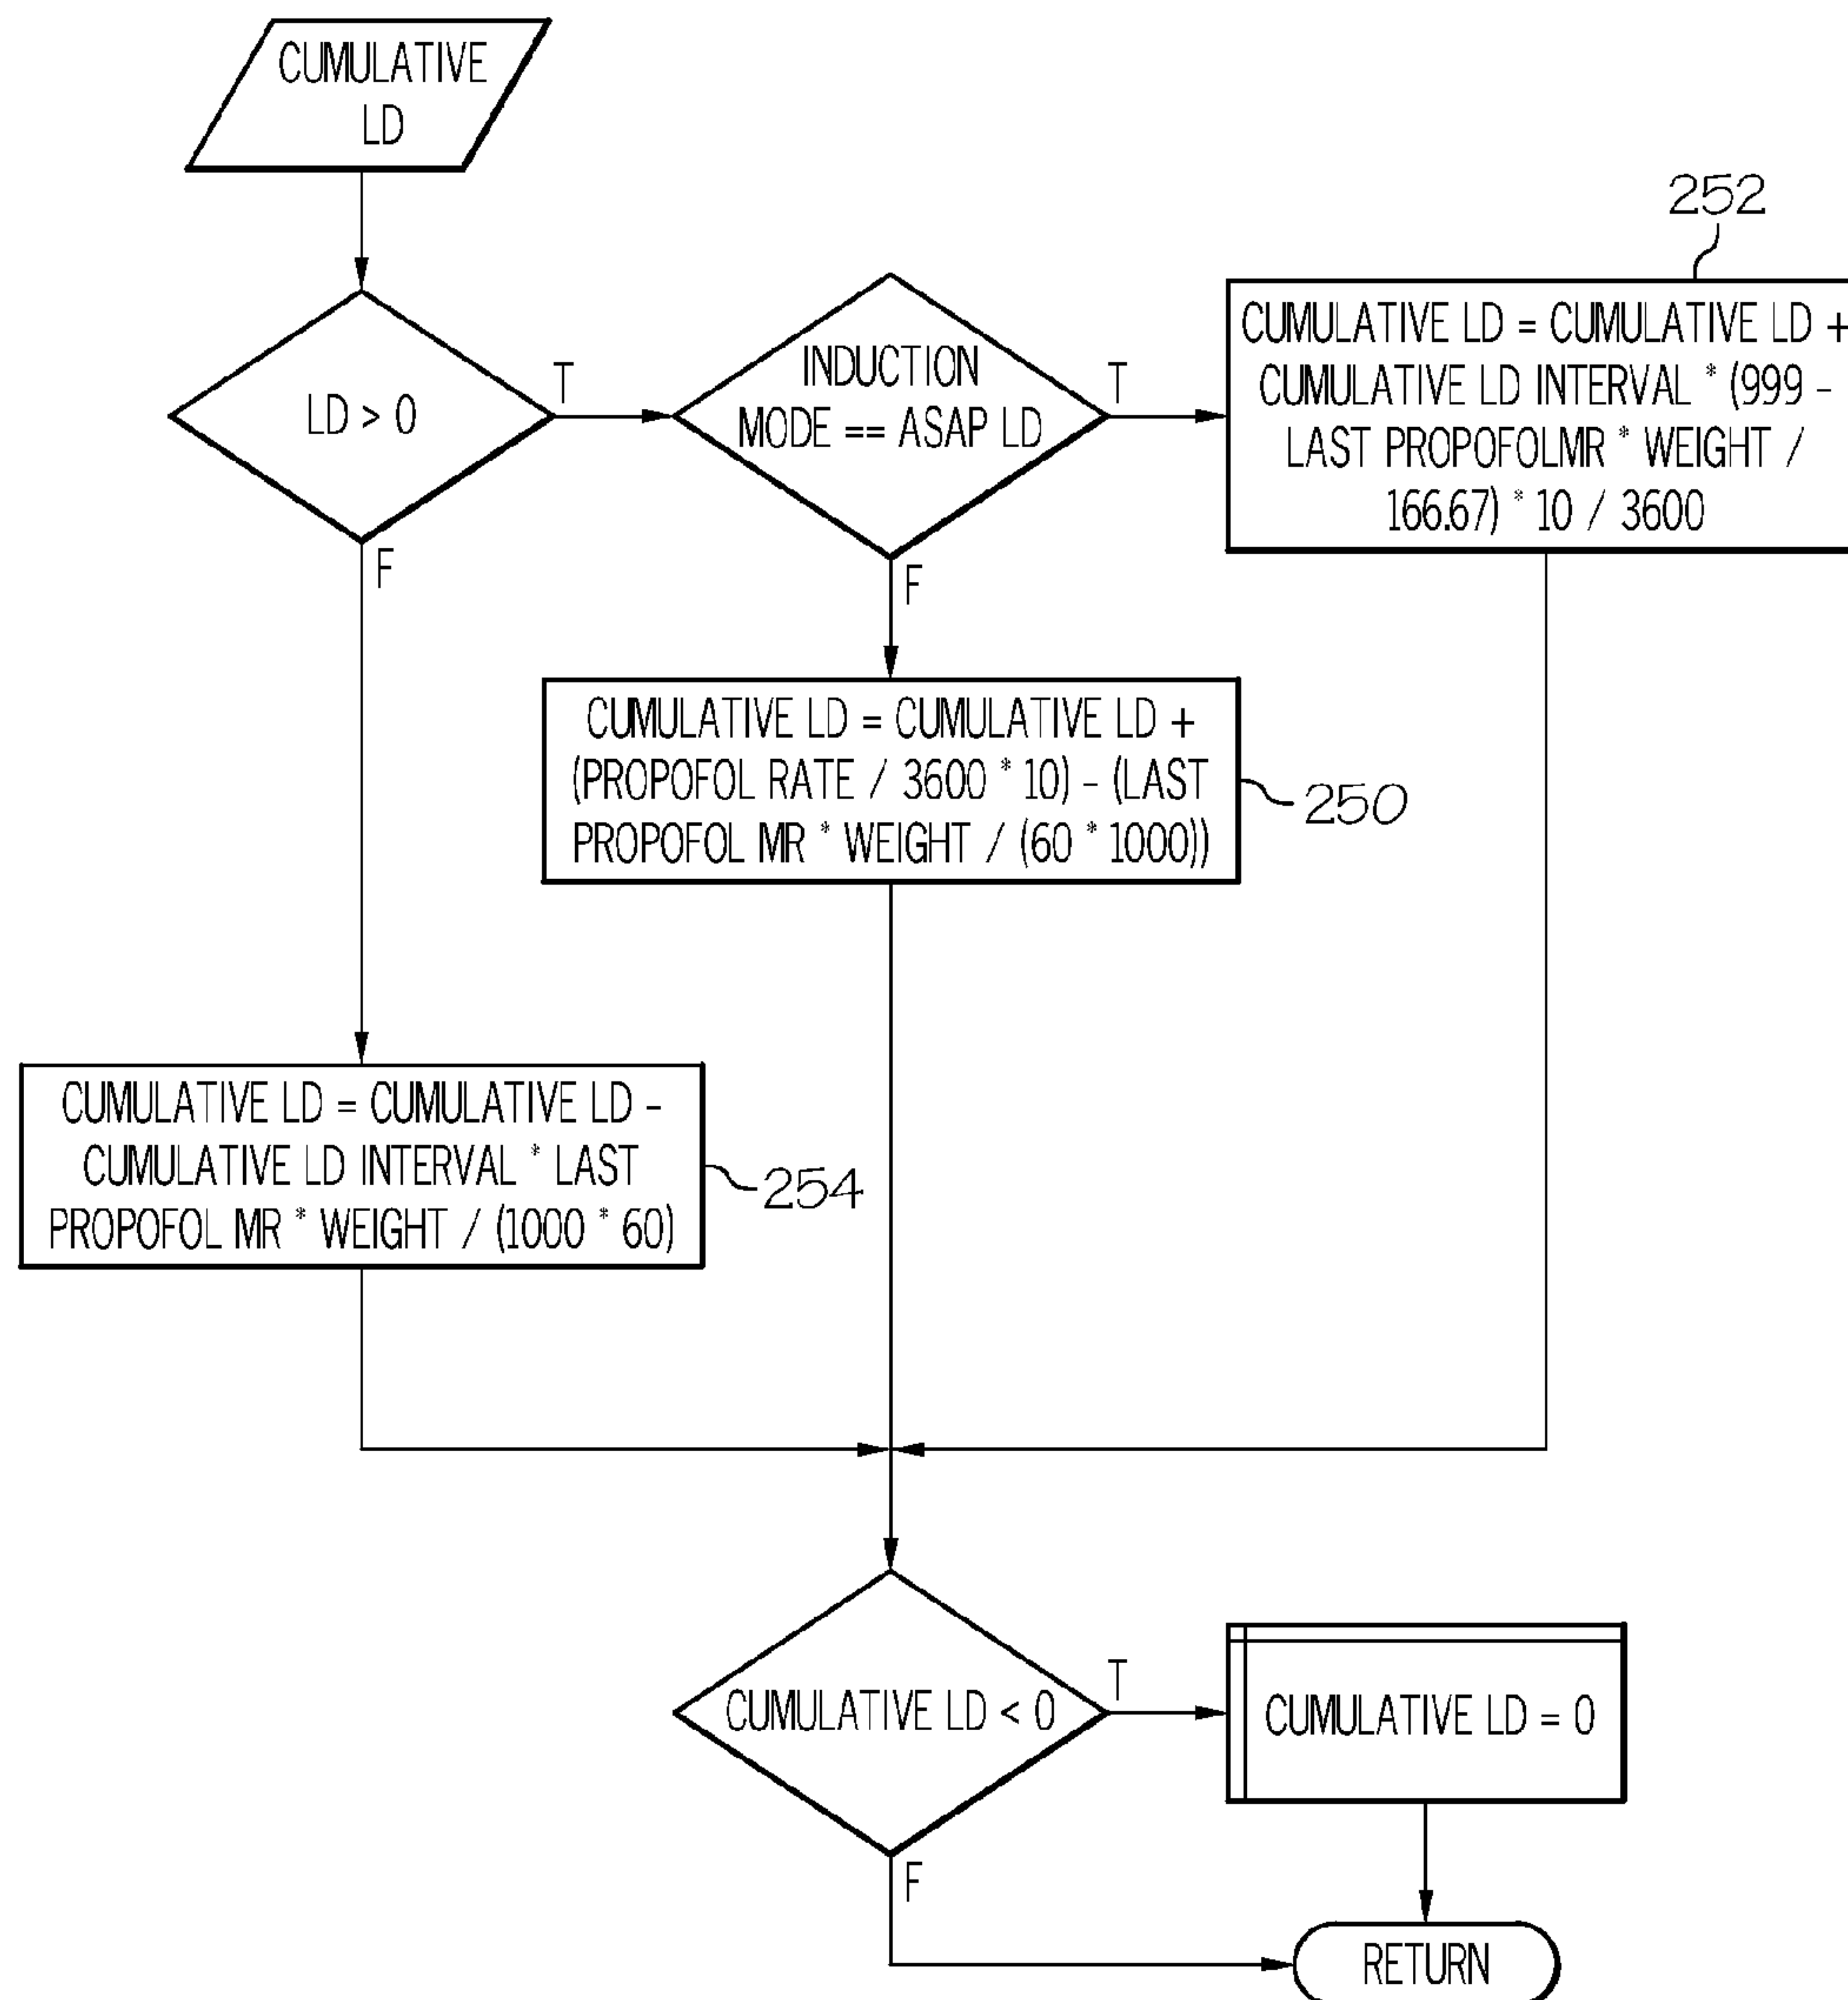 CUMULATIVE
LD
252
LD > 0
T
F
INDUCTION
MODE == ASAP LD
T
F
CUMULATIVE LD = CUMULATIVE LD +
CUMULATIVE LD INTERVAL * (999 -
LAST PROPOFOLMR * WEIGHT /
166.67) * 10 / 3600
CUMULATIVE LD = CUMULATIVE LD +
(PROPOFOL RATE / 3600 * 10) - (LAST
PROPOFOL MR * WEIGHT / (60 * 1000))
250
CUMULATIVE LD = CUMULATIVE LD -
CUMULATIVE LD INTERVAL * LAST
PROPOFOL MR * WEIGHT / (1000 * 60)
254
CUMULATIVE LD < 0
T
F
CUMULATIVE LD = 0
RETURN